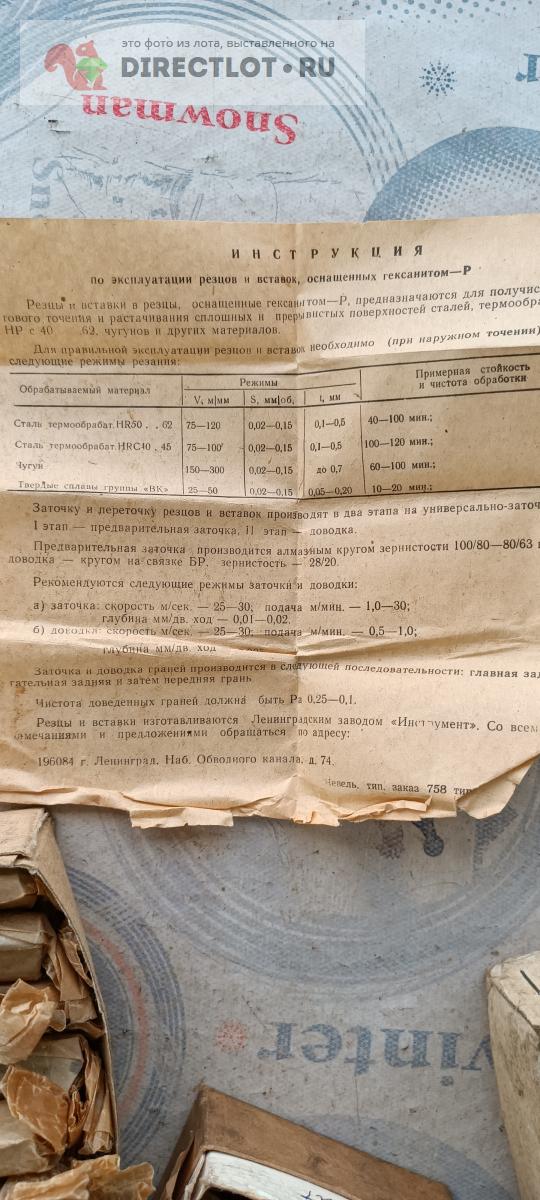 это фото из лота, выставленного на
DIRECTLOT•RU
Snowman
ИНСТРУКЦИЯ
по эксплуатации резцов и вставок, оснащенных гексанитом—Р
Резцы и вставки в резцы, оснащенные гексанитом—Р, предназначаются для получис
тового точения и растачивания сплошных и прерывистых поверхностей сталей, термообра
НР с 40 62, чугунов и других материалов.
Для правильной эксплуатации резцов и вставок необходимо (при наружном точении)
следующие режимы резания:
Обрабатываемый материал Режимы Примерная стойкость
V, м|мм S, мм|об, t, мм и чистота обработки
Сталь термообрабат. HR50 . . 62 75—120 0,02—0,15 0,1—0,5 40—100 мин.;
Сталь термообрабат. HRC40 . 45 75—100 0,02—0,15 0,1—0,5 100—120 мин.;
Чугун 150—300 0,02—0,15 до 0,7 60—100 мин.;
Твердые сплавы группы «ВК» 25—50 0,02—0,15 0,05—0,20 10—20 мин.;
Заточку и переточку резцов и вставок производят в два этапа на универсально-заточ
I этап — предварительная заточка, II этап — доводка.
Предварительная заточка производится алмазным кругом зернистости 100/80—80/63
доводка — кругом на связке БР, зернистость — 28/20.
Рекомендуются следующие режимы заточки и доводки:
а) заточка: скорость м/сек. — 25—30; подача м/мин. — 1,0—30;
глубина мм/дв. ход — 0,01—0,02.
б) доводка: скорость м/сек. — 25—30; подача м/мин. — 0,5—1,0;
глубина мм/дв. ход
Заточка и доводка граней производится в следующей последовательности: главная зад
гательная задняя и затем передняя грань
Чистота доведенных граней должна быть Ра 0,25—0,1.
Резцы и вставки изготавливаются Ленинградским заводом «Инструмент». Со всем
амечаниями и предложениями обращаться по адресу:
196084 г. Ленинград, Наб. Обводного канала, д. 74.
Невель. тип. заказ 758 тир
winter